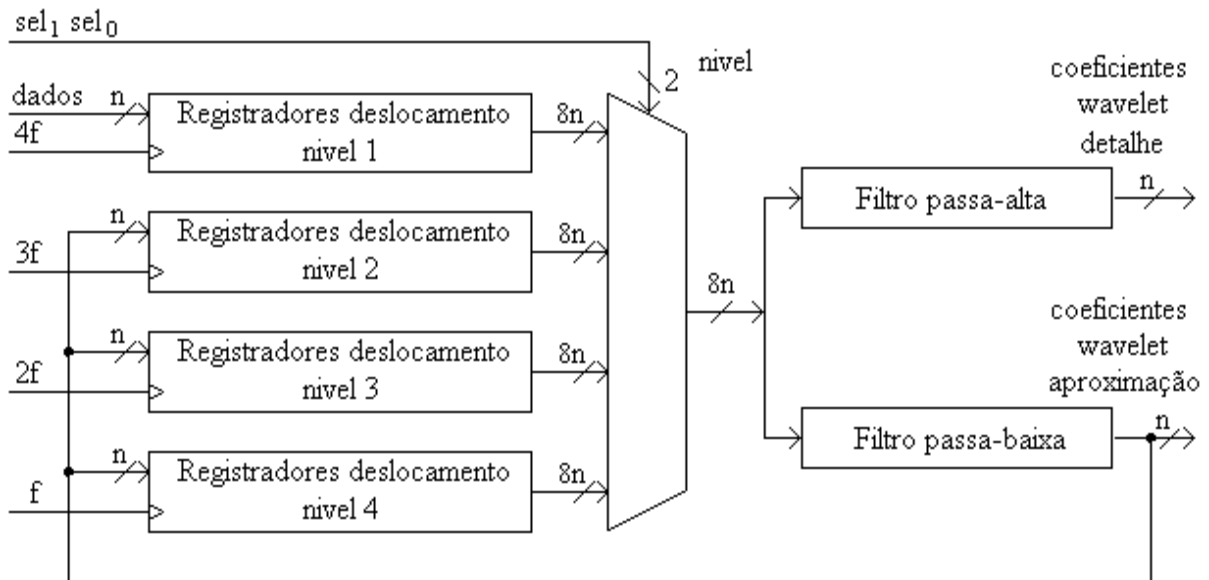 sel1 sel0
2
nivel
dados
n
4f
Registradores deslocamento
nivel 1
8n
coeficientes
wavelet
detalhe
n
Filtro passa-alta
3f
n
Registradores deslocamento
nivel 2
8n
8n
2f
n
Registradores deslocamento
nivel 3
8n
coeficientes
wavelet
aproximação
n
Filtro passa-baixa
f
n
Registradores deslocamento
nivel 4
8n